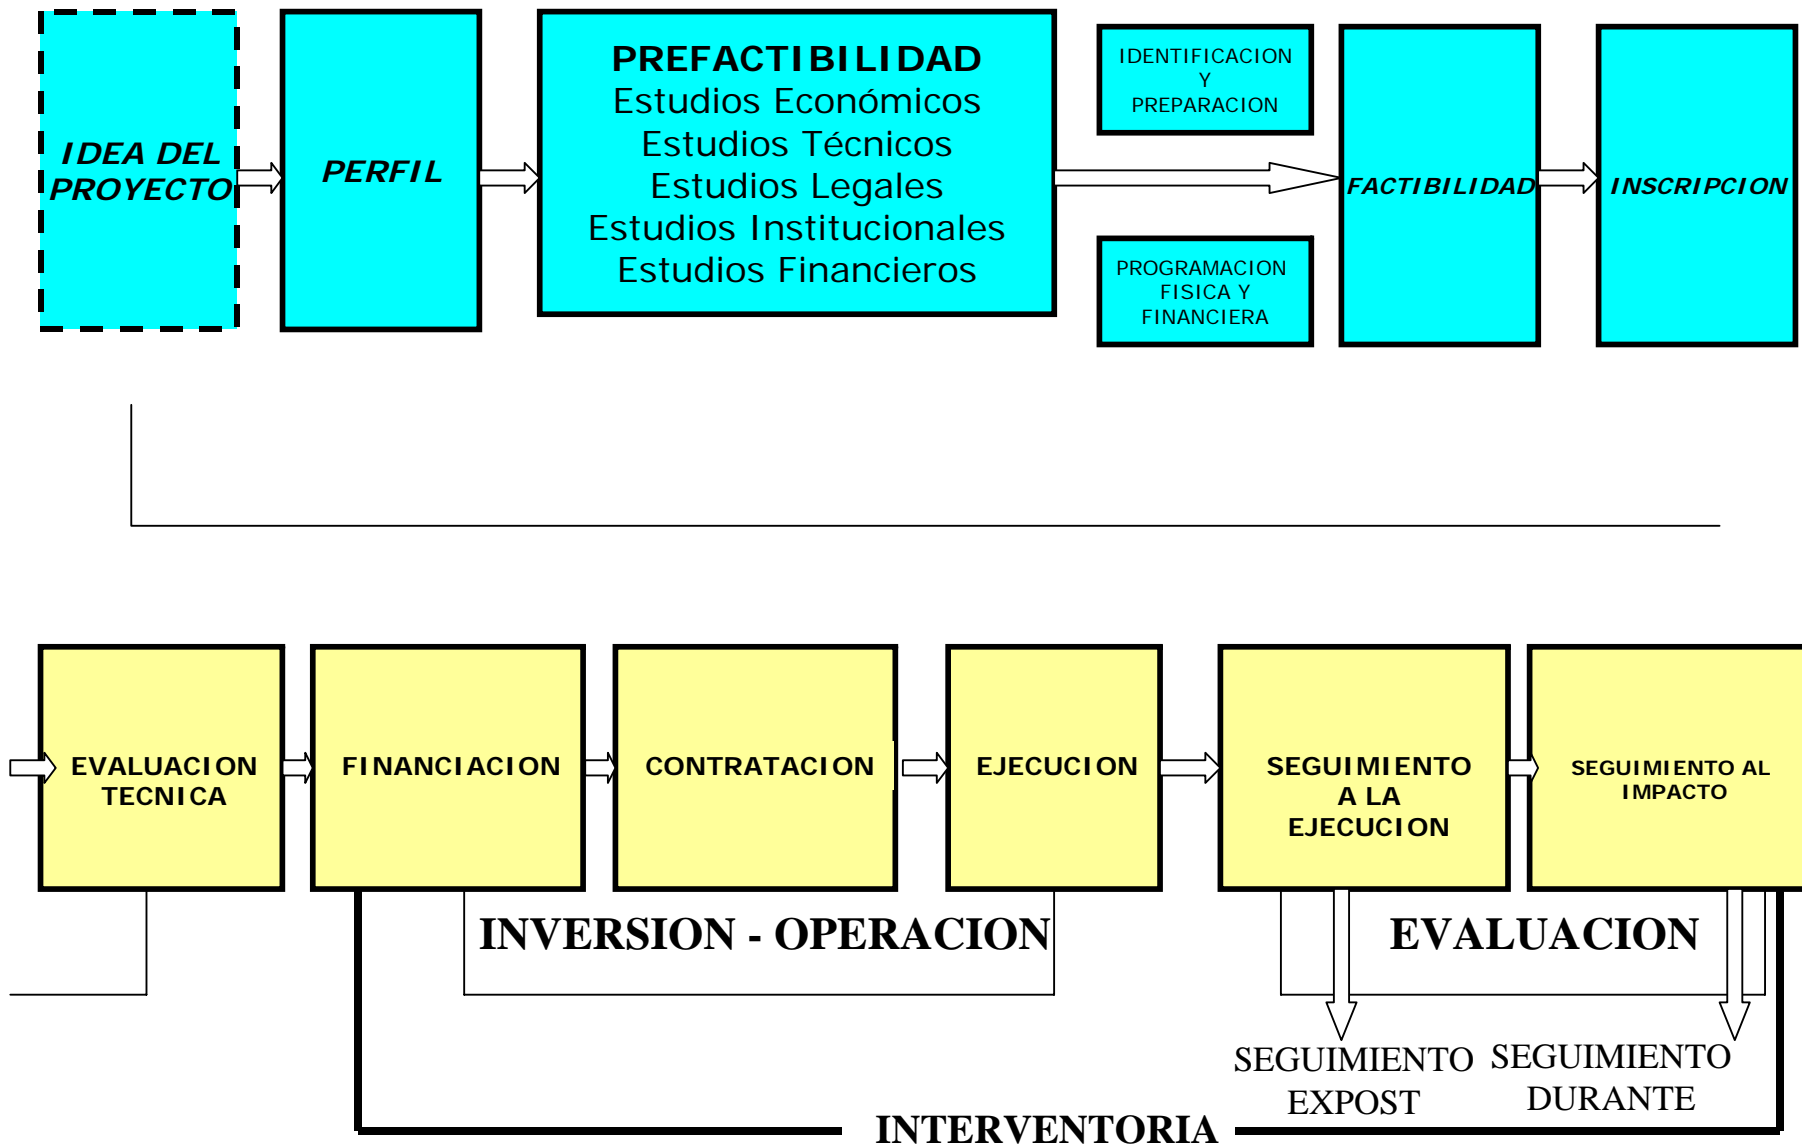 IDEA DEL
PROYECTO
PERFIL
PREFACTIBILIDAD
Estudios Económicos
Estudios Técnicos
Estudios Legales
Estudios Institucionales
Estudios Financieros
IDENTIFICACION
Y
PREPARACION
PROGRAMACION
FISICA Y
FINANCIERA
FACTIBILIDAD
INSCRIPCION
EVALUACION
TECNICA
FINANCIACION
CONTRATACION
EJECUCION
SEGUIMIENTO
A LA
EJECUCION
SEGUIMIENTO AL
IMPACTO
INVERSION - OPERACION
EVALUACION
SEGUIMIENTO
EXPOST
SEGUIMIENTO
DURANTE
INTERVENTORIA